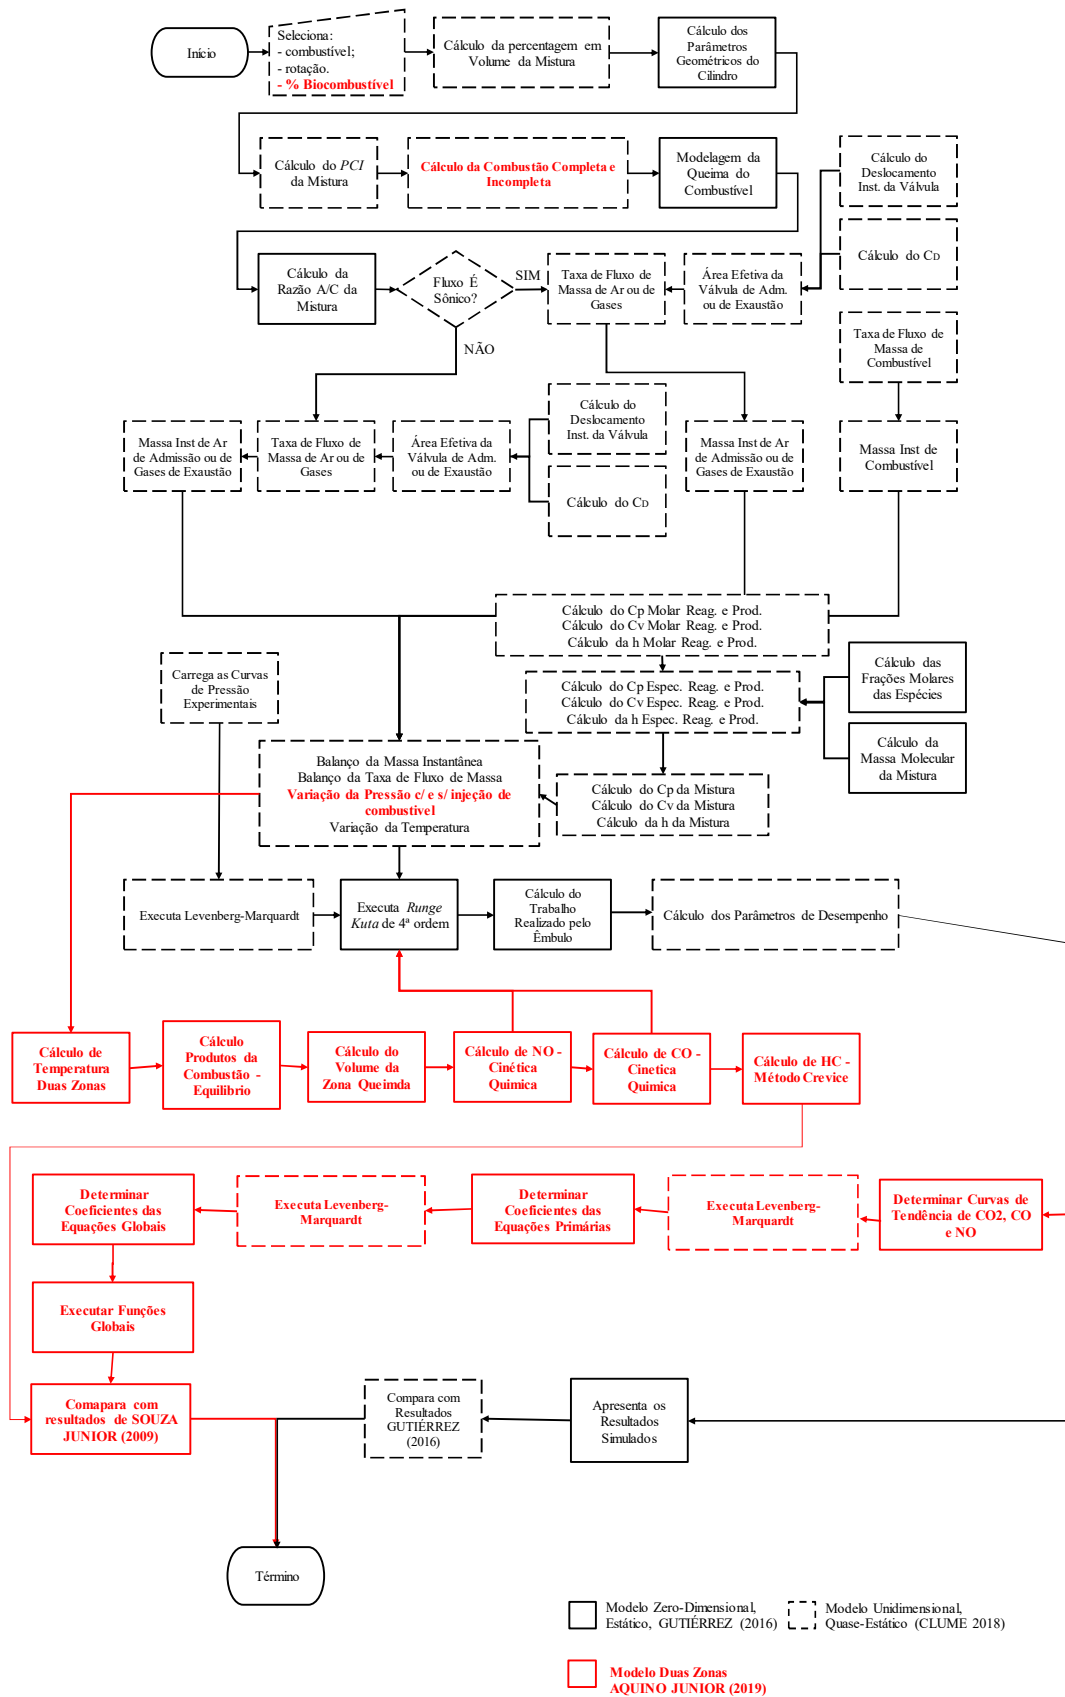 Início
Seleciona:
- combustível;
- rotação.
- % Biocombustível
Cálculo da percentagem em
Volume da Mistura
Cálculo dos
Parâmetros
Geométricos do
Cilindro
Cálculo do PCI
da Mistura
Cálculo da Combustão Completa e
Incompleta
Modelagem da
Queima do
Combustível
Cálculo do
Deslocamento
Inst. da Válvula
Cálculo do CD
Cálculo da
Razão A/C da
Mistura
Fluxo É
Sônico?
SIM
NÃO
Taxa de Fluxo de
Massa de Ar ou de
Gases
Área Efetiva da
Válvula de Adm.
ou de Exaustão
Taxa de Fluxo de
Massa de
Combustível
Massa Inst de Ar
de Admissão ou de
Gases de Exaustão
Taxa de Fluxo de
Massa de Ar ou de
Gases
Área Efetiva da
Válvula de Adm.
ou de Exaustão
Cálculo do
Deslocamento
Inst. da Válvula
Cálculo do CD
Massa Inst de Ar
de Admissão ou de
Gases de Exaustão
Massa Inst de
Combustível
Cálculo do Cp Molar Reag. e Prod.
Cálculo do Cv Molar Reag. e Prod.
Cálculo da h Molar Reag. e Prod.
Carrega as Curvas
de Pressão
Experimentais
Cálculo do Cp Espec. Reag. e Prod.
Cálculo do Cv Espec. Reag. e Prod.
Cálculo da h Espec. Reag. e Prod.
Cálculo das
Frações Molares
das Espécies
Cálculo da
Massa Molecular
da Mistura
Balanço da Massa Instantânea
Balanço da Taxa de Fluxo de Massa
Variação da Pressão c/ e s/ injeção de
combustivel
Variação da Temperatura
Cálculo do Cp da Mistura
Cálculo do Cv da Mistura
Cálculo da h da Mistura
Executa Levenberg-Marquardt
Executa Runge
Kuta de 4ª ordem
Cálculo do
Trabalho
Realizado pelo
Êmbulo
Cálculo dos Parâmetros de Desempenho
Cálculo de
Temperatura
Duas Zonas
Cálculo
Produtos da
Combustão -
Equilibrio
Cálculo do
Volume da
Zona Queimda
Cálculo de NO -
Cinética
Quimica
Cálculo de CO -
Cinetica
Quimica
Cálculo de HC -
Método Crevice
Determinar
Coeficientes das
Equações Globais
Executa Levenberg-
Marquardt
Determinar
Coeficientes das
Equações Primárias
Executa Levenberg-
Marquardt
Determinar Curvas de
Tendência de CO2, CO
e NO
Executar Funções
Globais
Comapara com
resultados de SOUZA
JUNIOR (2009)
Compara com
Resultados
GUTIÉRREZ
(2016)
Apresenta os
Resultados
Simulados
Término
Modelo Zero-Dimensional,
Estático, GUTIÉRREZ (2016)
Modelo Unidimensional,
Quase-Estático (CLUME 2018)
Modelo Duas Zonas
AQUINO JUNIOR (2019)